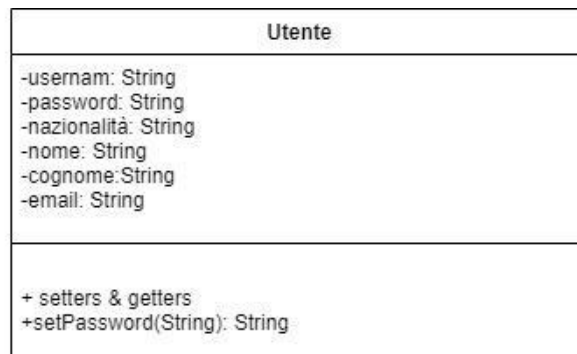 Utente
-usernam: String
-password: String
-nazionalità: String
-nome: String
-cognome:String
-email: String
+ setters & getters
+setPassword(String): String